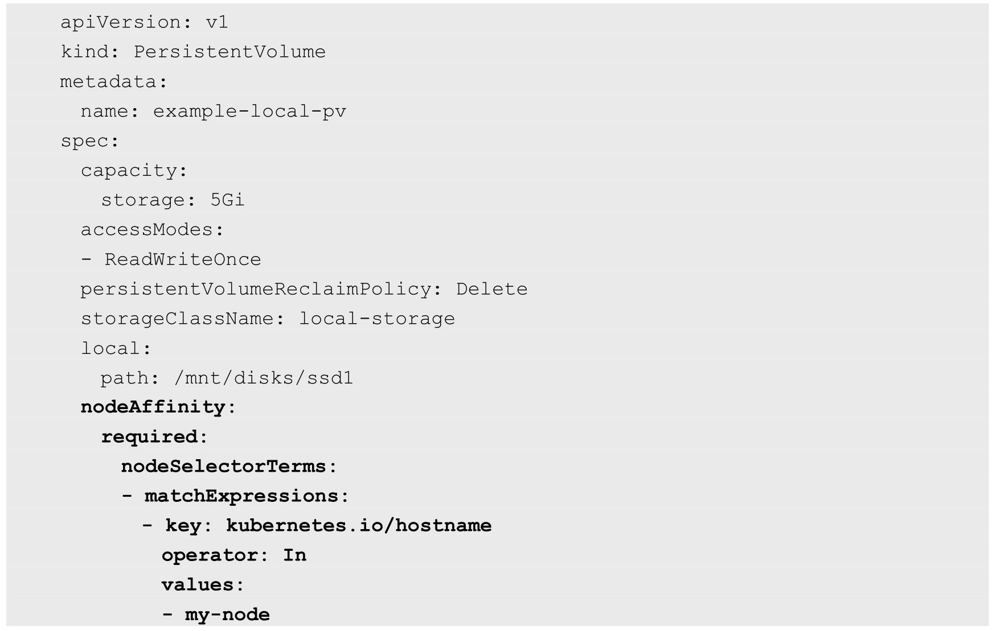 apiVersion: v1
kind: PersistentVolume
metadata:
  name: example-local-pv
spec:
  capacity:
    storage: 5Gi
  accessModes:
  - ReadWriteOnce
  persistentVolumeReclaimPolicy: Delete
  storageClassName: local-storage
  local:
    path: /mnt/disks/ssd1
  nodeAffinity:
    required:
      nodeSelectorTerms:
      - matchExpressions:
        - key: kubernetes.io/hostname
          operator: In
          values:
          - my-node